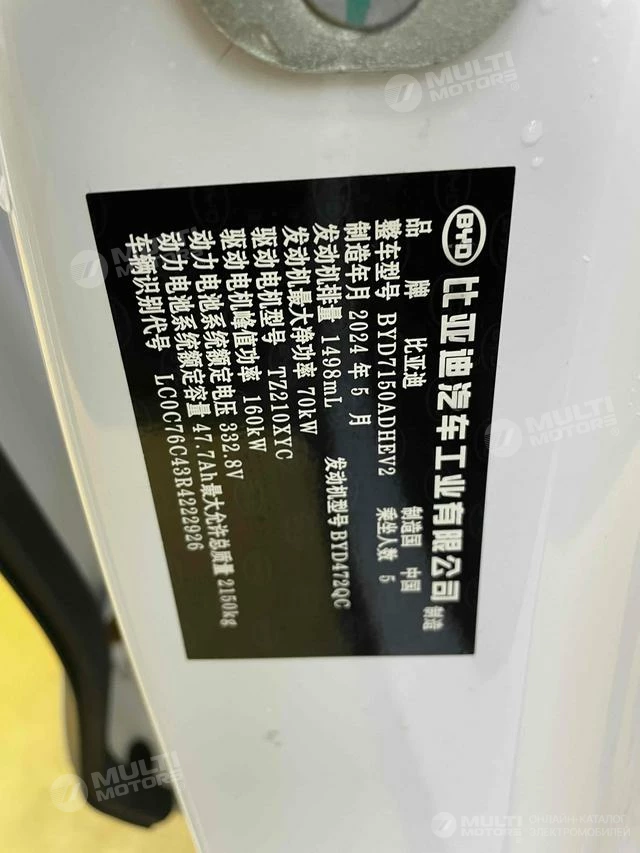 BYD 比亚迪汽车工业有限公司 制造
品 牌 比亚迪 制造国 中国
整车型号 BYD7150ADHEV2 乘坐人数 5
制造年月 2024 年 5 月
发动机排量 1498mL 发动机型号 BYD472QC
发动机最大净功率 70kW
驱动电机型号 TZ210XYC
驱动电机峰值功率 160kW
动力电池系统额定电压 332.8V
动力电池系统额定容量 47.7Ah 最大允许总质量 2150kg
车辆识别代号 LC0C76C43R4222926
MULTI MOTORS
MULTI MOTORS
MULTI MOTORS
MULTI MOTORS
MULTI MOTORS ОНЛАЙН-КАТАЛОГ ЭЛЕКТРОМОБИЛЕЙ